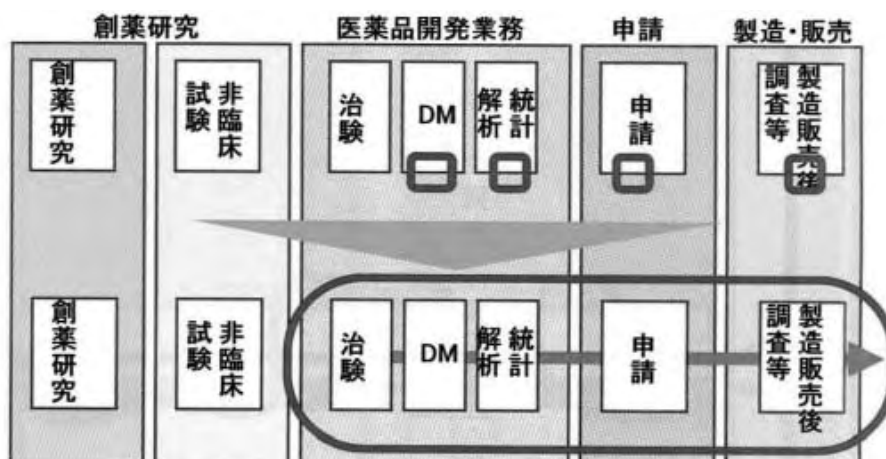 創薬研究
医薬品開発業務
申請
製造・販売
創薬研究
非臨床
試験
治験
DM
統計
解析
申請
製造販売後
調査等
創薬研究
非臨床
試験
治験
DM
統計
解析
申請
製造販売後
調査等